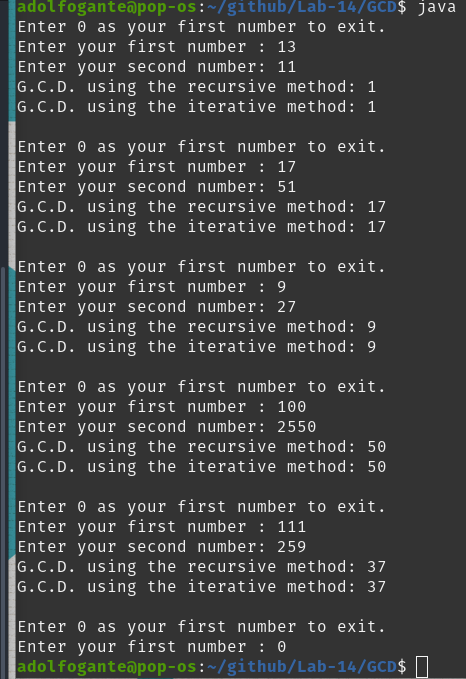 adolfogante@pop-os:~/github/Lab-14/GCD$ java
Enter 0 as your first number to exit.
Enter your first number : 13
Enter your second number: 11
G.C.D. using the recursive method: 1
G.C.D. using the iterative method: 1

Enter 0 as your first number to exit.
Enter your first number : 17
Enter your second number: 51
G.C.D. using the recursive method: 17
G.C.D. using the iterative method: 17

Enter 0 as your first number to exit.
Enter your first number : 9
Enter your second number: 27
G.C.D. using the recursive method: 9
G.C.D. using the iterative method: 9

Enter 0 as your first number to exit.
Enter your first number : 100
Enter your second number: 2550
G.C.D. using the recursive method: 50
G.C.D. using the iterative method: 50

Enter 0 as your first number to exit.
Enter your first number : 111
Enter your second number: 259
G.C.D. using the recursive method: 37
G.C.D. using the iterative method: 37

Enter 0 as your first number to exit.
Enter your first number : 0
adolfogante@pop-os:~/github/Lab-14/GCD$